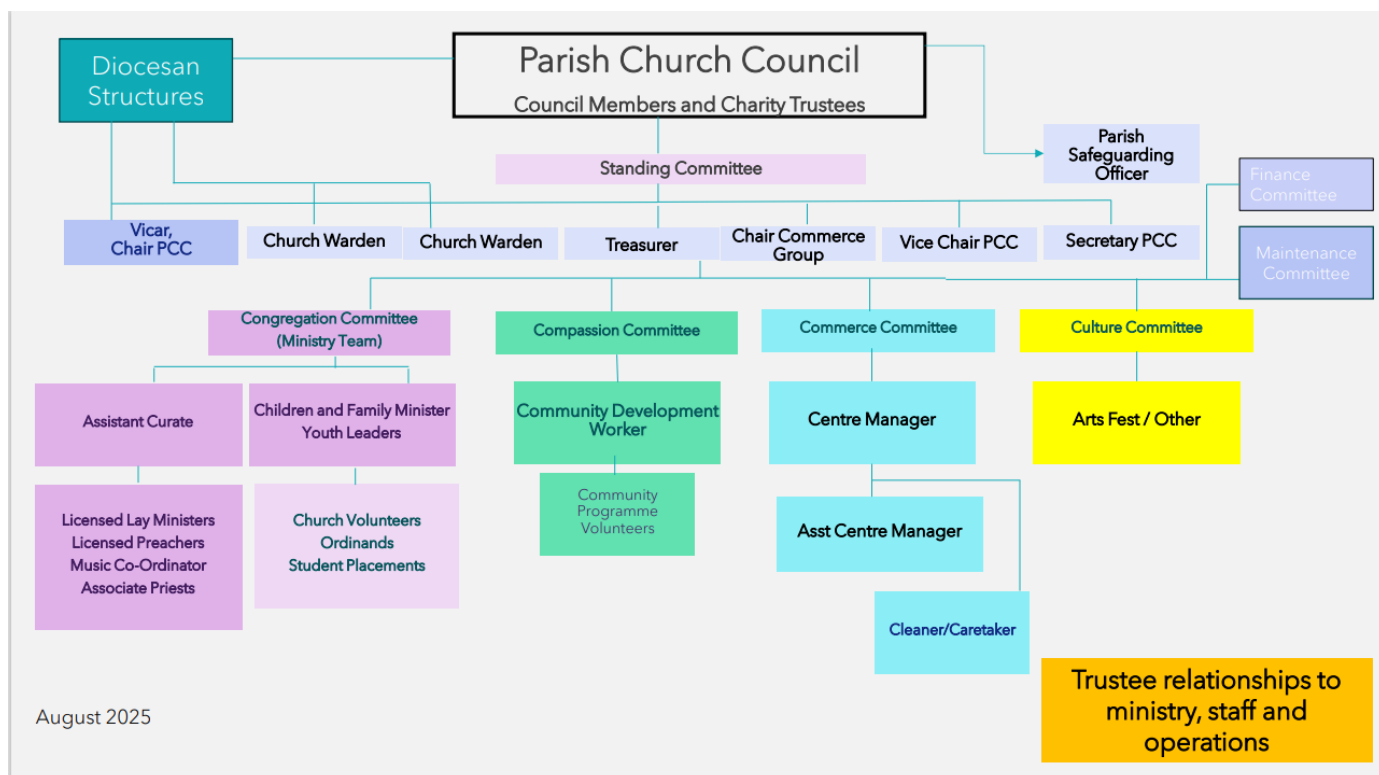 Diocesan
Structures
Parish Church Council
Council Members and Charity Trustees
Parish
Safeguarding
Officer
Standing Committee
Finance
Committee
Vicar,
Chair PCC
Church Warden
Church Warden
Treasurer
Chair Commerce
Group
Vice Chair PCC
Secretary PCC
Maintenance
Committee
Congregation Committee
(Ministry Team)
Compassion Committee
Commerce Committee
Culture Committee
Assistant Curate
Children and Family Minister
Youth Leaders
Community Development
Worker
Centre Manager
Arts Fest / Other
Licensed Lay Ministers
Licensed Preachers
Music Co-Ordinator
Associate Priests
Church Volunteers
Ordinands
Student Placements
Community
Programme
Volunteers
Asst Centre Manager
Cleaner/Caretaker
Trustee relationships to
ministry, staff and
operations
August 2025